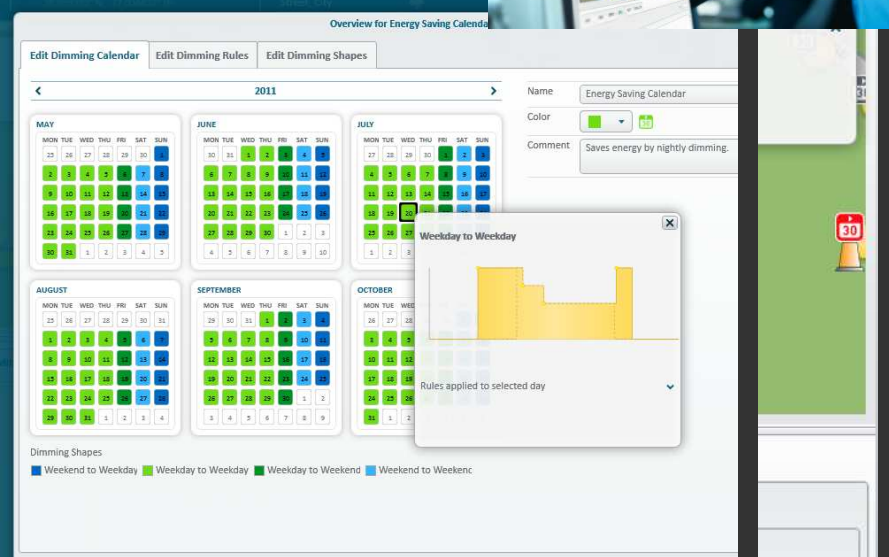 Overview for Energy Saving Calenda
Edit Dimming Calendar Edit Dimming Rules Edit Dimming Shapes
2011
Name Energy Saving Calendar
Color
Comment Saves energy by nightly dimming.
MAY JUNE JULY
MON TUE WED THU FRI SAT SUN MON TUE WED THU FRI SAT SUN MON TUE WED THU FRI SAT SUN
25 26 27 28 29 30 1 30 31 1 2 3 4 5 27 28 29 30 1 2 3
2 3 4 5 6 7 8 6 7 8 9 10 11 12 4 5 6 7 8 9 10
9 10 11 12 13 14 15 13 14 15 16 17 18 19 11 12 13 14 15 16 17
16 17 18 19 20 21 22 20 21 22 23 24 25 26 18 19 20
23 24 25 26 27 28 29 27 28 29 30 1 2 3 25 26 27
30 31 1 2 3 4 5 4 5 6 7 8 9 10 1 2 3
Weekday to Weekday
Rules applied to selected day
AUGUST SEPTEMBER OCTOBER
MON TUE WED THU FRI SAT SUN MON TUE WED THU FRI SAT SUN MON TUE WED
25 26 27 28 29 30 31 29 30 31 1 2 3 4 26 27 28
1 2 3 4 5 6 7 5 6 7 8 9 10 11 3 4 5
8 9 10 11 12 13 14 12 13 14 15 16 17 18 10 11 12
15 16 17 18 19 20 21 19 20 21 22 23 24 25 17 18 19
22 23 24 25 26 27 28 26 27 28 29 30 1 2 24 25 26
29 30 31 1 2 3 4 3 4 5 6 7 8 9 31 1 2
Dimming Shapes
Weekend to Weekday Weekday to Weekday Weekday to Weekend Weekend to Weekenc
30